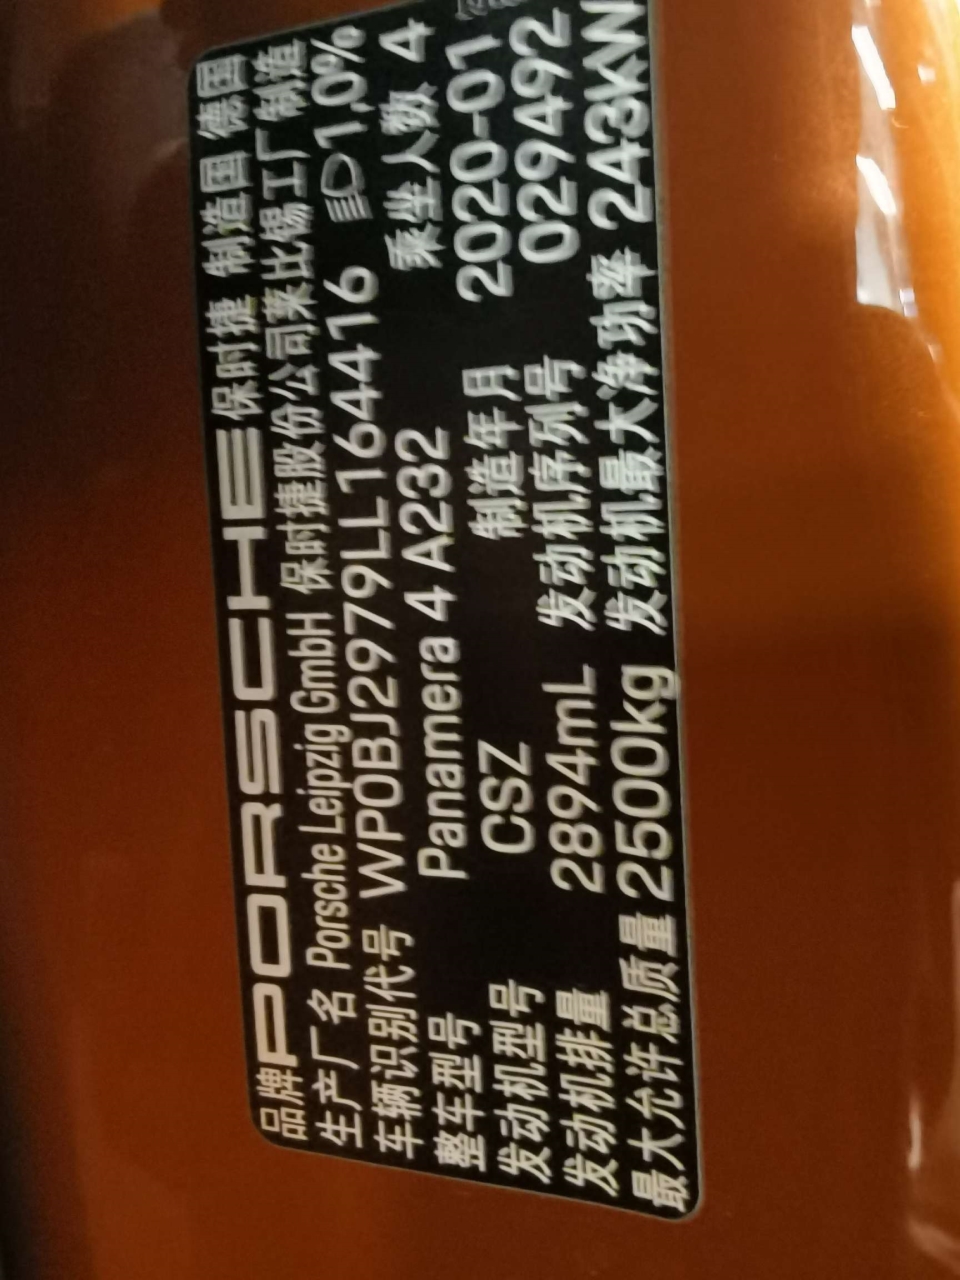 品牌 PORSCHE 保时捷 制造国 德国
生产厂名 Porsche Leipzig GmbH 保时捷股份公司莱比锡工厂制造
车辆识别代号 WP0BJ2979LL164416 1,0%
整车型号 Panamera 4 A232 乘坐人数 4
发动机型号 CSZ 制造年月 2020-01
发动机排量 2894mL 发动机序列号 029492
最大允许总质量 2500kg 发动机最大净功率 243KW